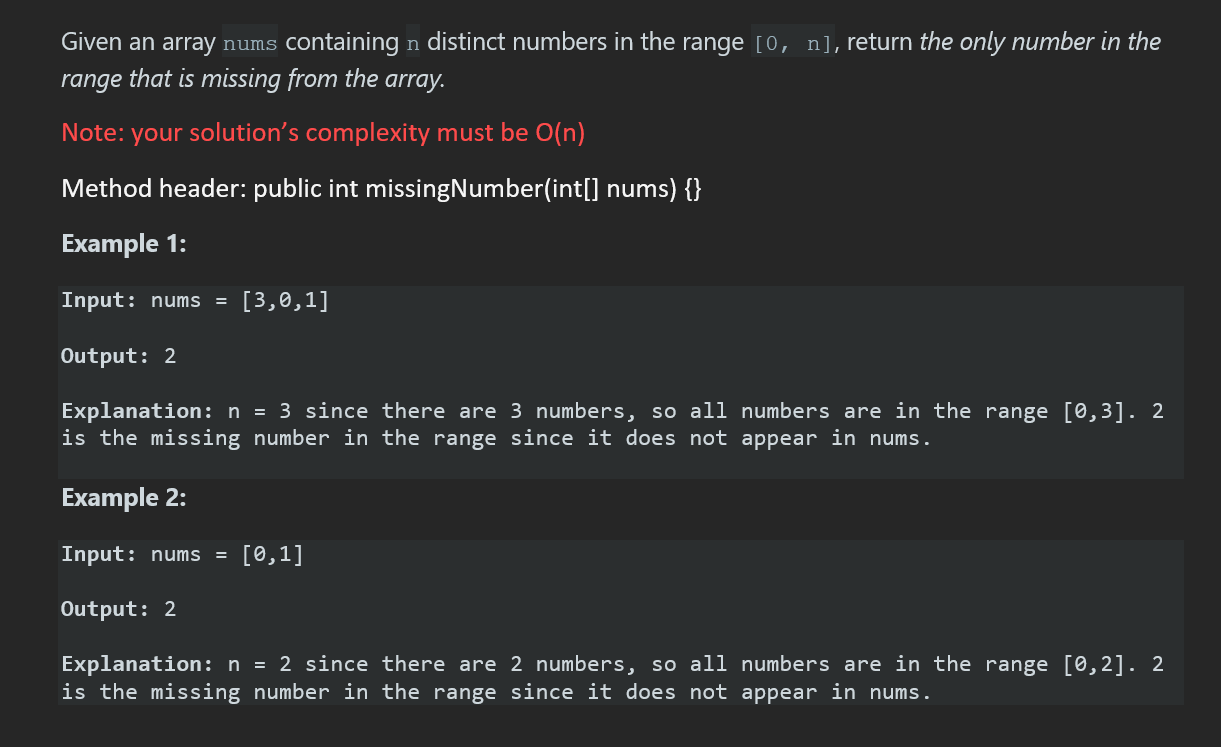 Given an array nums containing n distinct numbers in the range [0, n], return the only number in the
range that is missing from the array.
Note: your solution’s complexity must be O(n)
Method header: public int missingNumber(int[] nums) {}
Example 1:
Input: nums = [3,0,1]
Output: 2
Explanation: n = 3 since there are 3 numbers, so all numbers are in the range [0,3]. 2
is the missing number in the range since it does not appear in nums.
Example 2:
Input: nums = [0,1]
Output: 2
Explanation: n = 2 since there are 2 numbers, so all numbers are in the range [0,2]. 2
is the missing number in the range since it does not appear in nums.